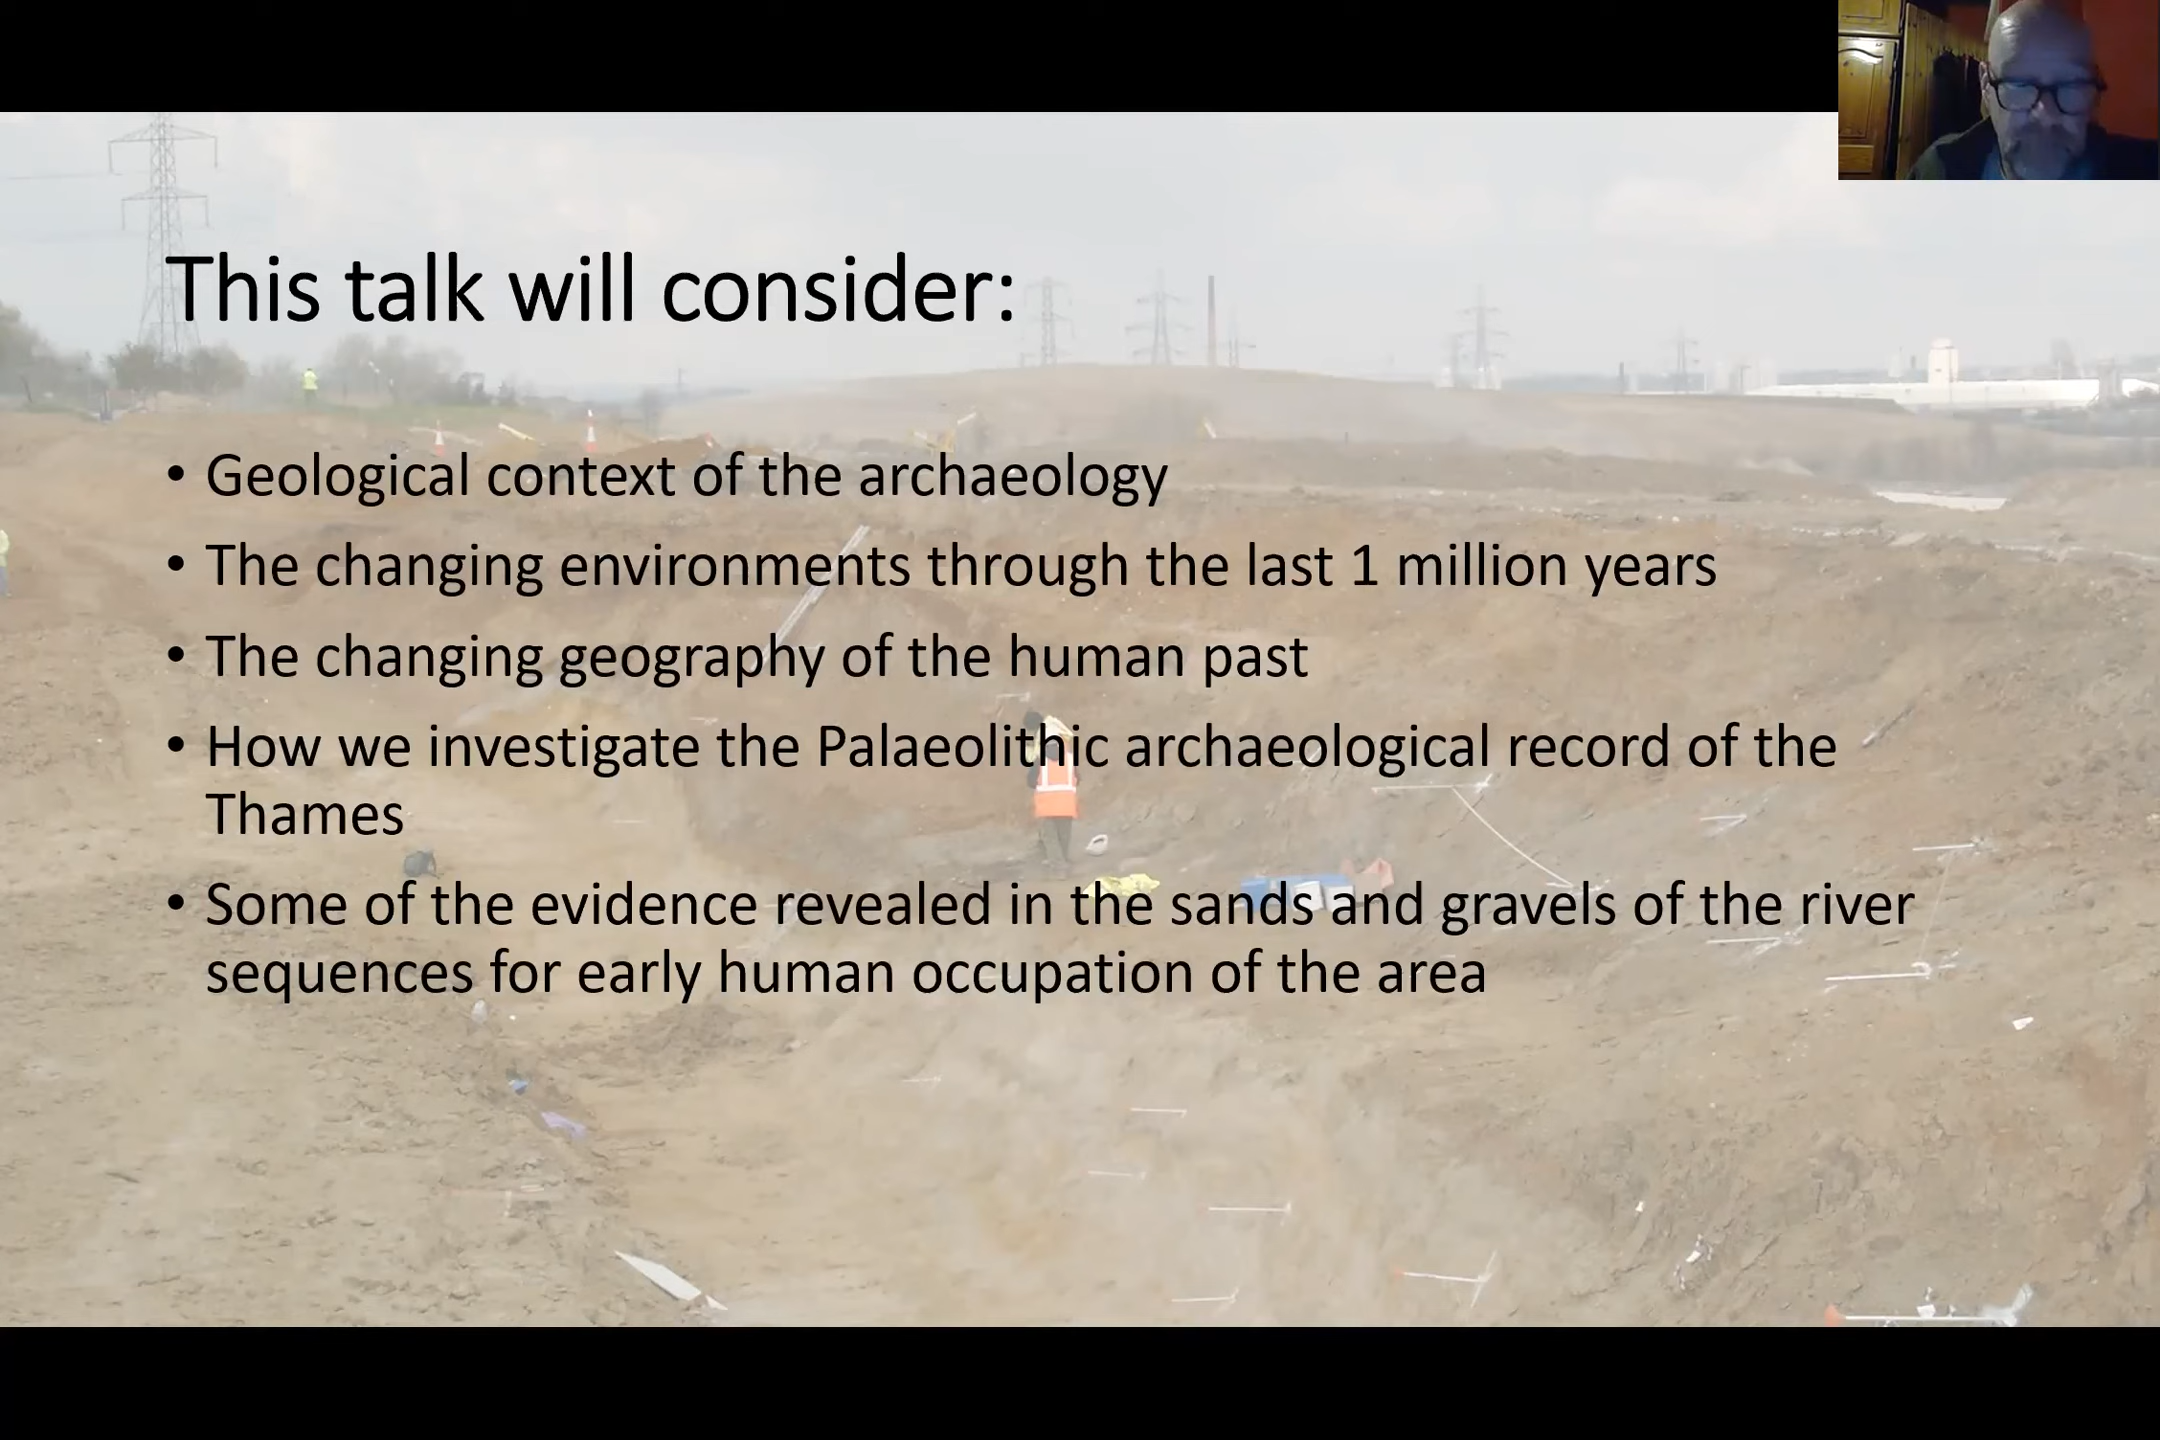 This talk will consider:
• Geological context of the archaeology
• The changing environments through the last 1 million years
• The changing geography of the human past
• How we investigate the Palaeolithic archaeological record of the
Thames
• Some of the evidence revealed in the sands and gravels of the river
sequences for early human occupation of the area